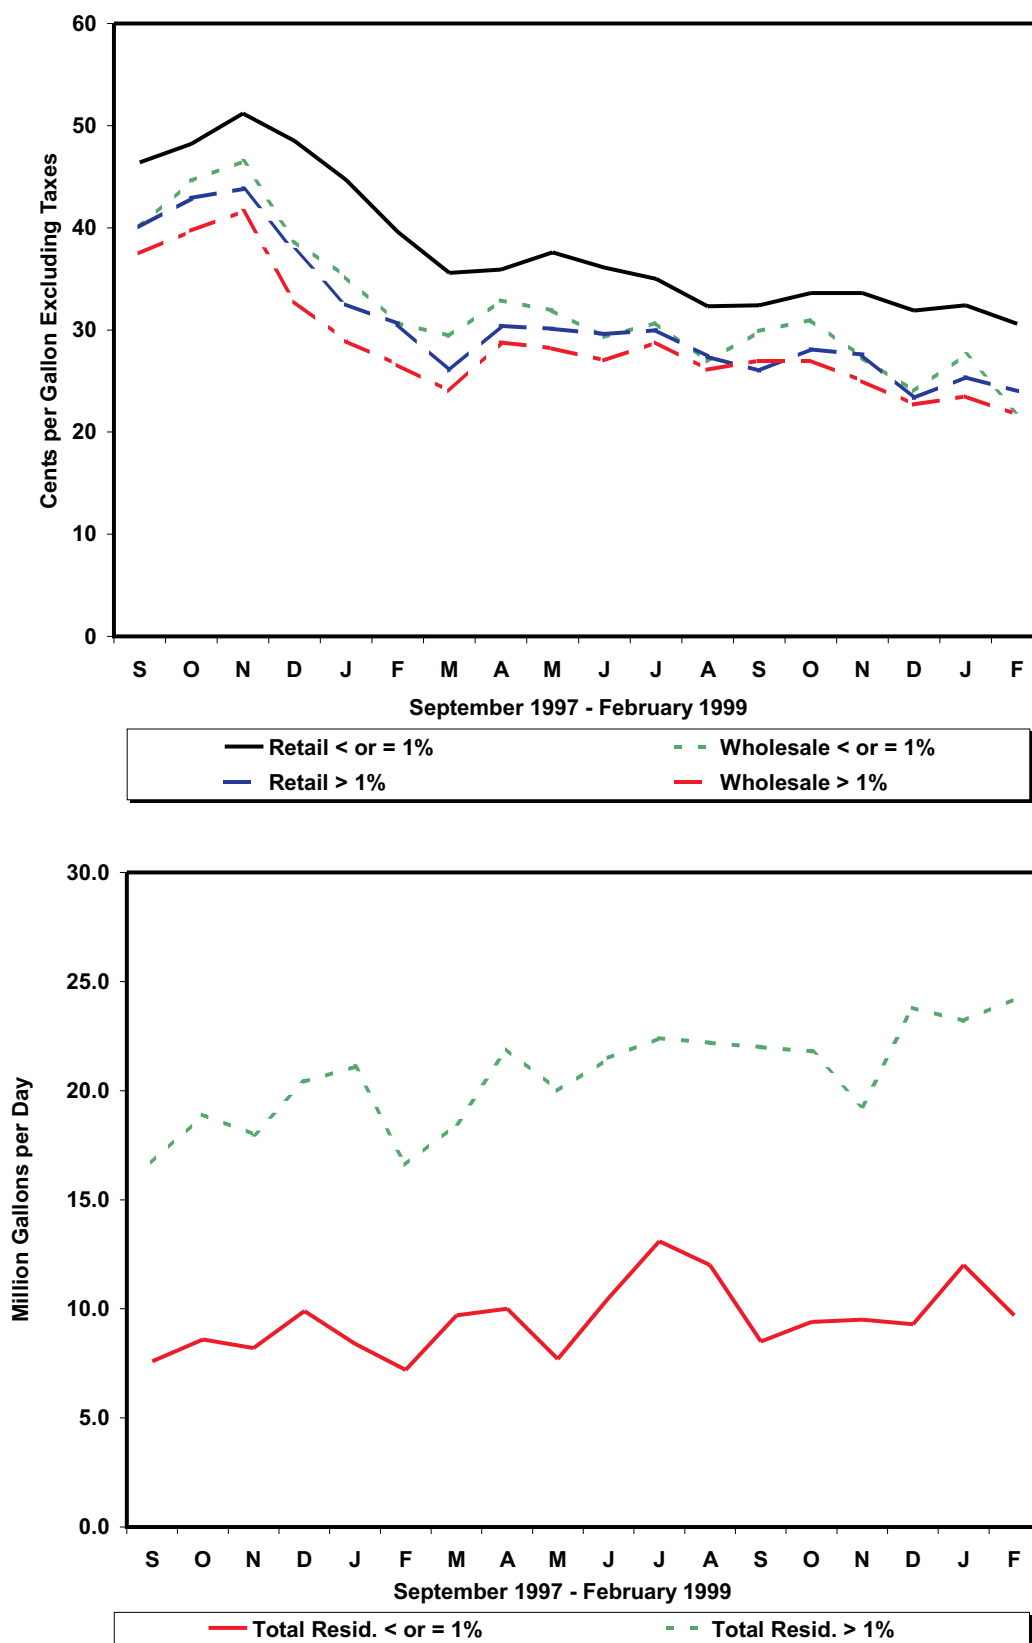 60
50
40
30
20
10
0
Cents per Gallon Excluding Taxes
S O N D J F M A M J J A S O N D J F
September 1997 - February 1999
Retail < or = 1% Wholesale < or = 1%
Retail > 1% Wholesale > 1%
30.0
25.0
20.0
15.0
10.0
5.0
0.0
Million Gallons per Day
S O N D J F M A M J J A S O N D J F
September 1997 - February 1999
Total Resid. < or = 1% Total Resid. > 1%